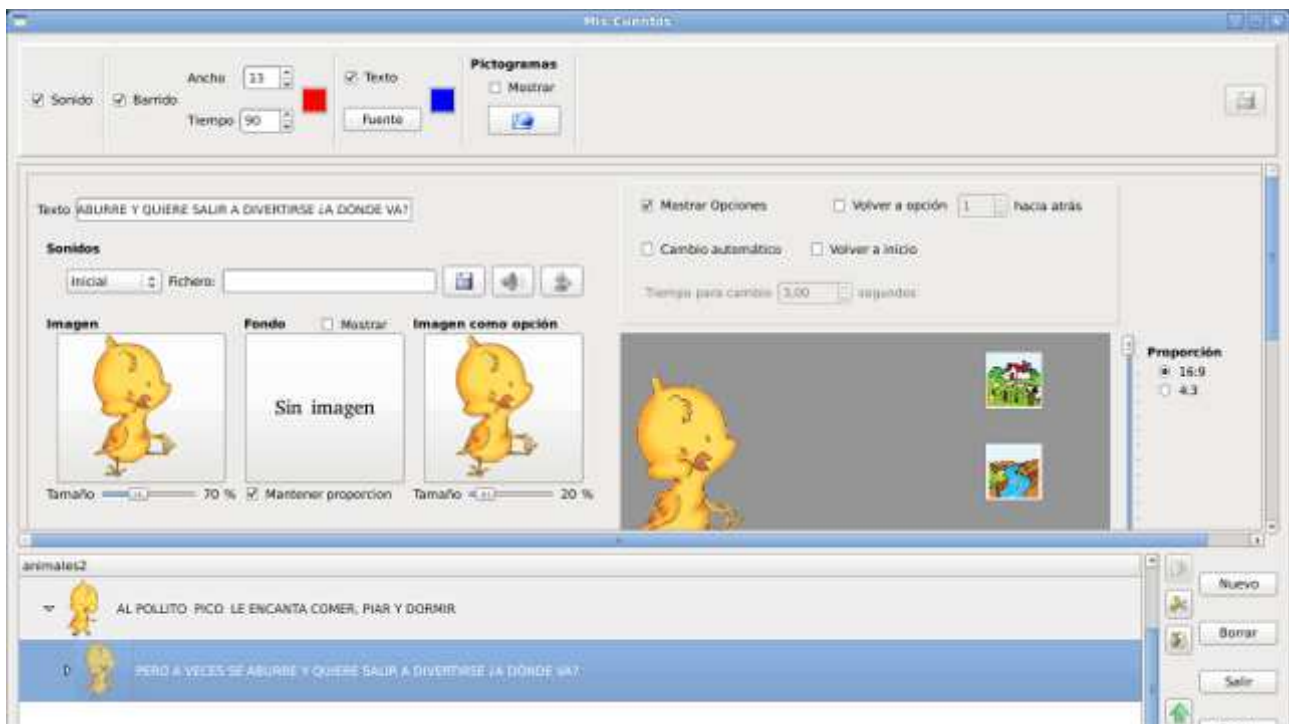 Mis Cuentos
Sonido
Barrido
Ancho 13
Tiempo 90
Texto
Fuente
Pictogramas
Mostrar
Texto ABURRE Y QUIERE SALIR A DIVERTIRSE ¿A DÓNDE VA?
Sonidos
Inicial Fichero:
Imagen
Fondo Mostrar
Imagen como opción
Sin imagen
Tamaño 70 %
Mantener proporcion
Tamaño 20 %
Mostrar Opciones
Volver a opción 1 hacia atrás
Cambio automático
Volver a inicio
Tiempo para cambio 3,00 segundos
Proporción
16:9
4:3
animales2
AL POLLITO PICO LE ENCANTA COMER, PIAR Y DORMIR
PERO A VECES SE ABURRE Y QUIERE SALIR A DIVERTIRSE ¿A DÓNDE VA?
Nuevo
Borrar
Salir